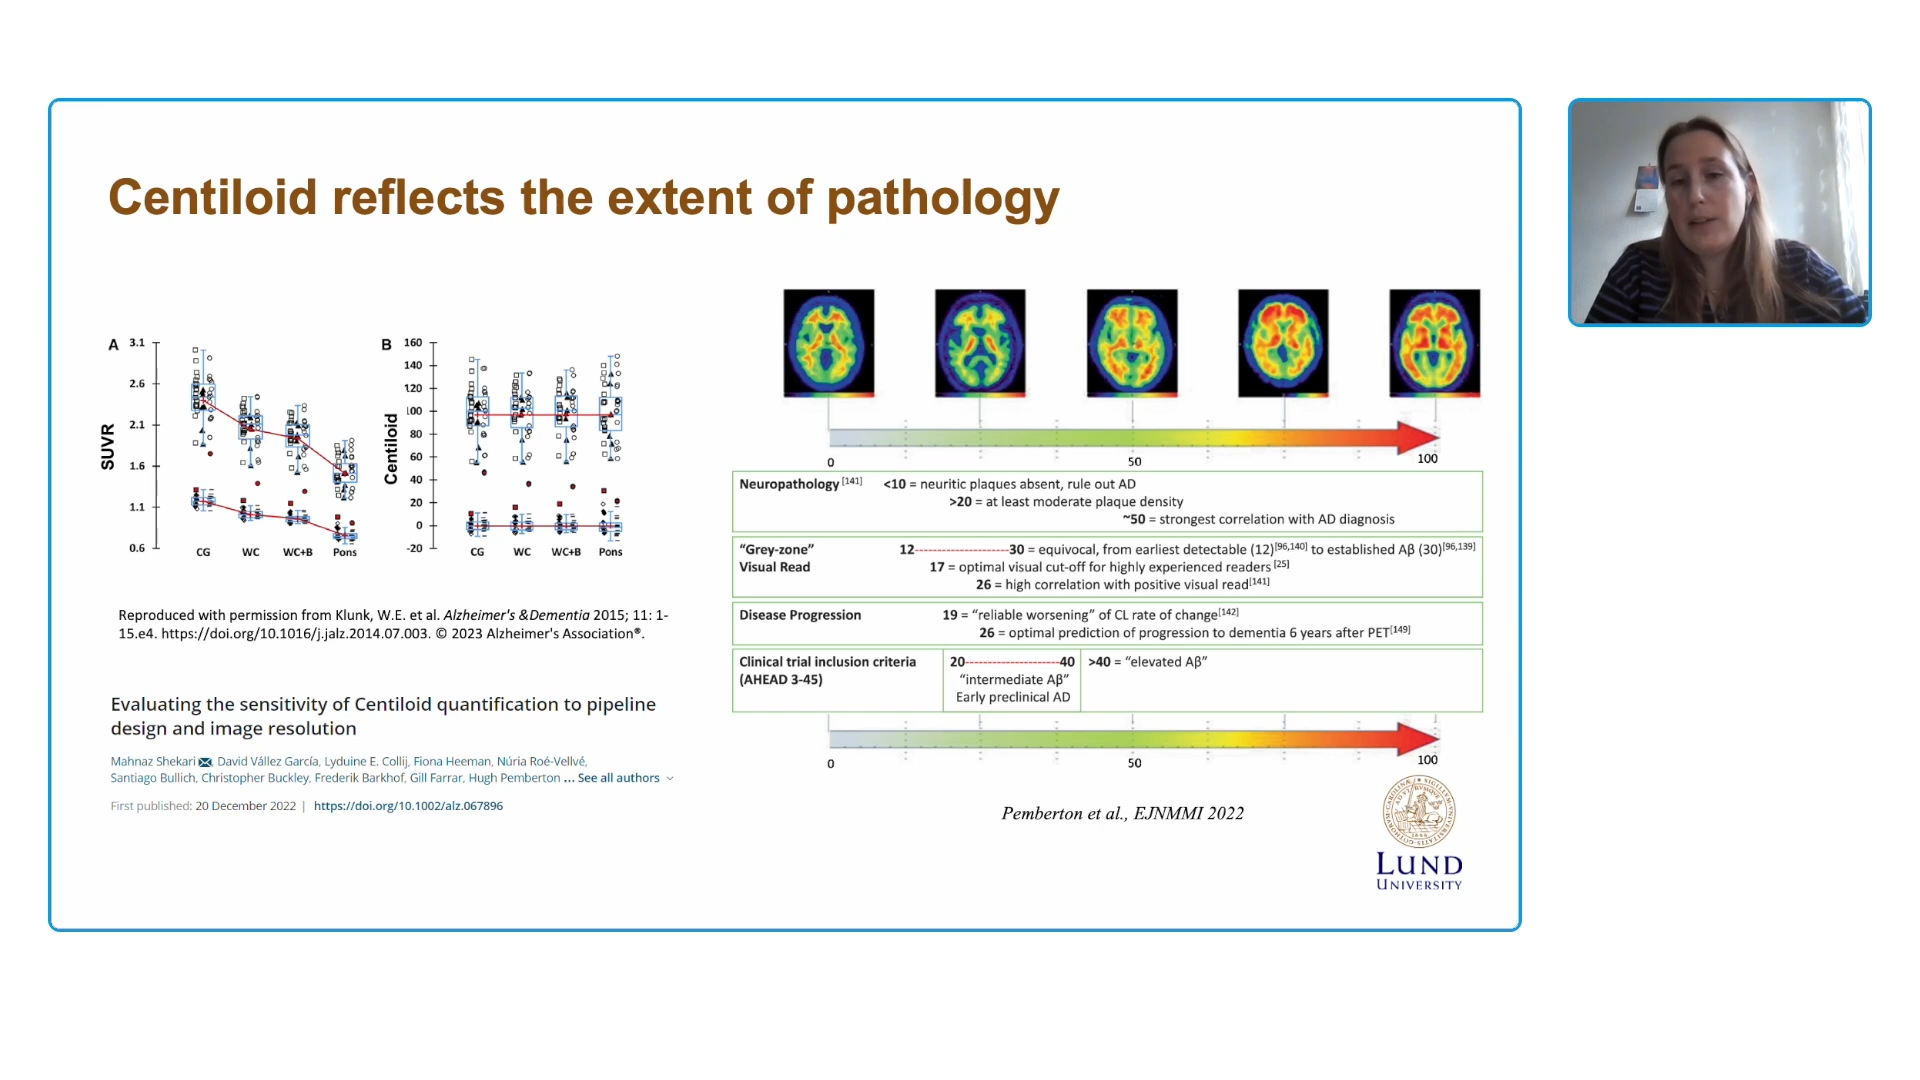 Centiloid reflects the extent of pathology
A
SUVR
3.1
2.6
2.1
1.6
1.1
0.6
CG WC WC+B Pons
B
Centiloid
160
140
120
100
80
60
40
20
0
-20
CG WC WC+B Pons
Reproduced with permission from Klunk, W.E. et al. Alzheimer's &Dementia 2015; 11: 1-
15.e4. https://doi.org/10.1016/j.jalz.2014.07.003. © 2023 Alzheimer's Association®.
Evaluating the sensitivity of Centiloid quantification to pipeline
design and image resolution
Mahnaz Shekari, David Vállez García, Lyduine E. Collij, Fiona Heeman, Núria Roé-Vellvé,
Santiago Bullich, Christopher Buckley, Frederik Barkhof, Gill Farrar, Hugh Pemberton ... See all authors
First published: 20 December 2022 | https://doi.org/10.1002/alz.067896
0 50 100
Neuropathology [141] <10 = neuritic plaques absent, rule out AD
>20 = at least moderate plaque density
~50 = strongest correlation with AD diagnosis
“Grey-zone” 12----------------------30 = equivocal, from earliest detectable (12)[96,140] to established Aβ (30)[96,139]
Visual Read 17 = optimal visual cut-off for highly experienced readers [25]
26 = high correlation with positive visual read[141]
Disease Progression 19 = “reliable worsening” of CL rate of change[142]
26 = optimal prediction of progression to dementia 6 years after PET[149]
Clinical trial inclusion criteria 20----------------------40 >40 = “elevated Aβ”
(AHEAD 3-45) “intermediate Aβ”
Early preclinical AD
0 50 100
Pemberton et al., EJNMMI 2022
LUND
UNIVERSITY